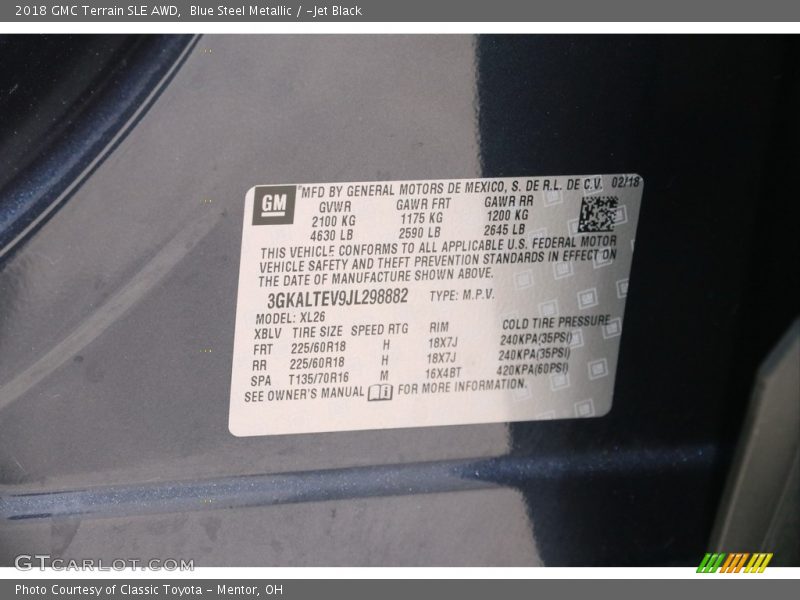 2018 GMC Terrain SLE AWD,  Blue Steel Metallic / -Jet Black
GM
® MFD BY GENERAL MOTORS DE MEXICO, S. DE R.L. DE C.V. 02/18
GVWR GAWR FRT GAWR RR
2100 KG 1175 KG 1200 KG
4630 LB 2590 LB 2645 LB
THIS VEHICLE CONFORMS TO ALL APPLICABLE U.S. FEDERAL MOTOR
VEHICLE SAFETY AND THEFT PREVENTION STANDARDS IN EFFECT ON
THE DATE OF MANUFACTURE SHOWN ABOVE.
3GKALTEV9JL298882 TYPE: M.P.V.
MODEL: XL26
XBLV TIRE SIZE SPEED RTG RIM COLD TIRE PRESSURE
FRT 225/60R18 H 18X7J 240KPA(35PSI)
RR 225/60R18 H 18X7J 240KPA(35PSI)
SPA T135/70R16 M 16X4BT 420KPA(60PSI)
SEE OWNER'S MANUAL FOR MORE INFORMATION.
GTCARLOT.COM
Photo Courtesy of Classic Toyota - Mentor, OH